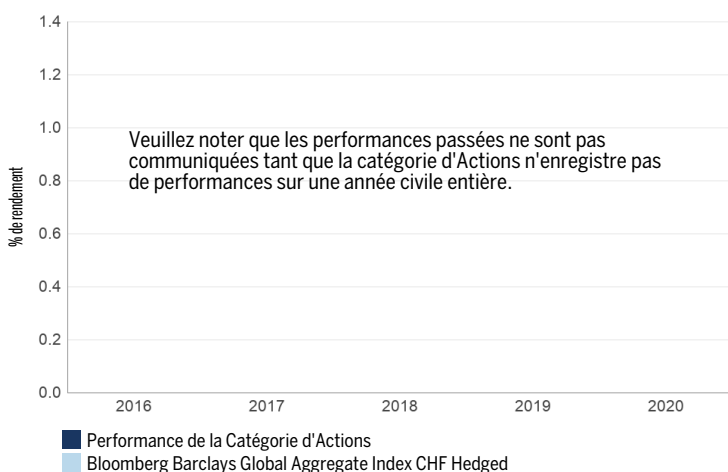 1.4
1.2
1.0
Veuillez noter que les performances passées ne sont pas
communiquées tant que la catégorie d'Actions n'enregistre pas
0.8
de performances sur une année civile entière.
% de rendement
0.6
0.4
0.2
0.0
2016 2017 2018 2019 2020
Performance de la Catégorie d'Actions
Bloomberg Barclays Global Aggregate Index CHF Hedged